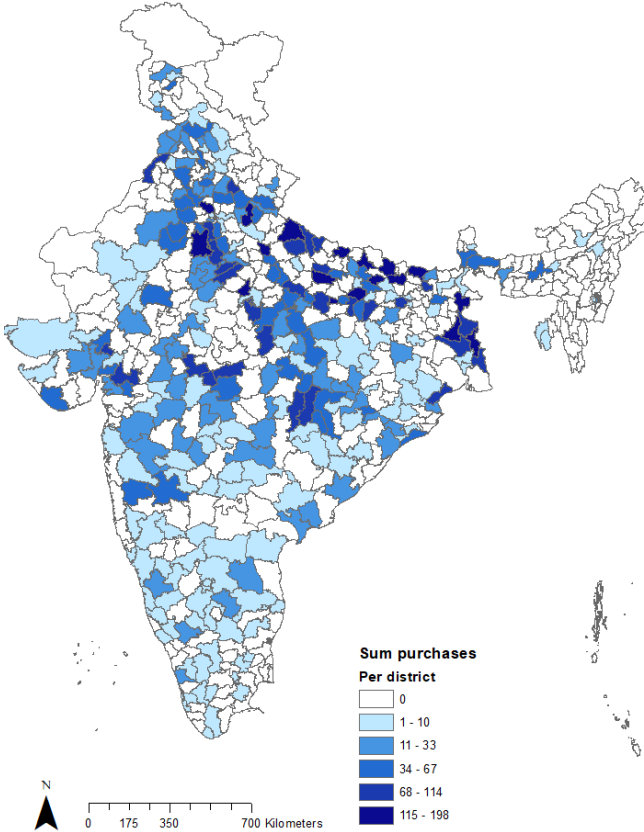 Sum purchases
Per district
0
1 - 10
11 - 33
34 - 67
68 - 114
115 - 198
N
0 175 350 700 Kilometers